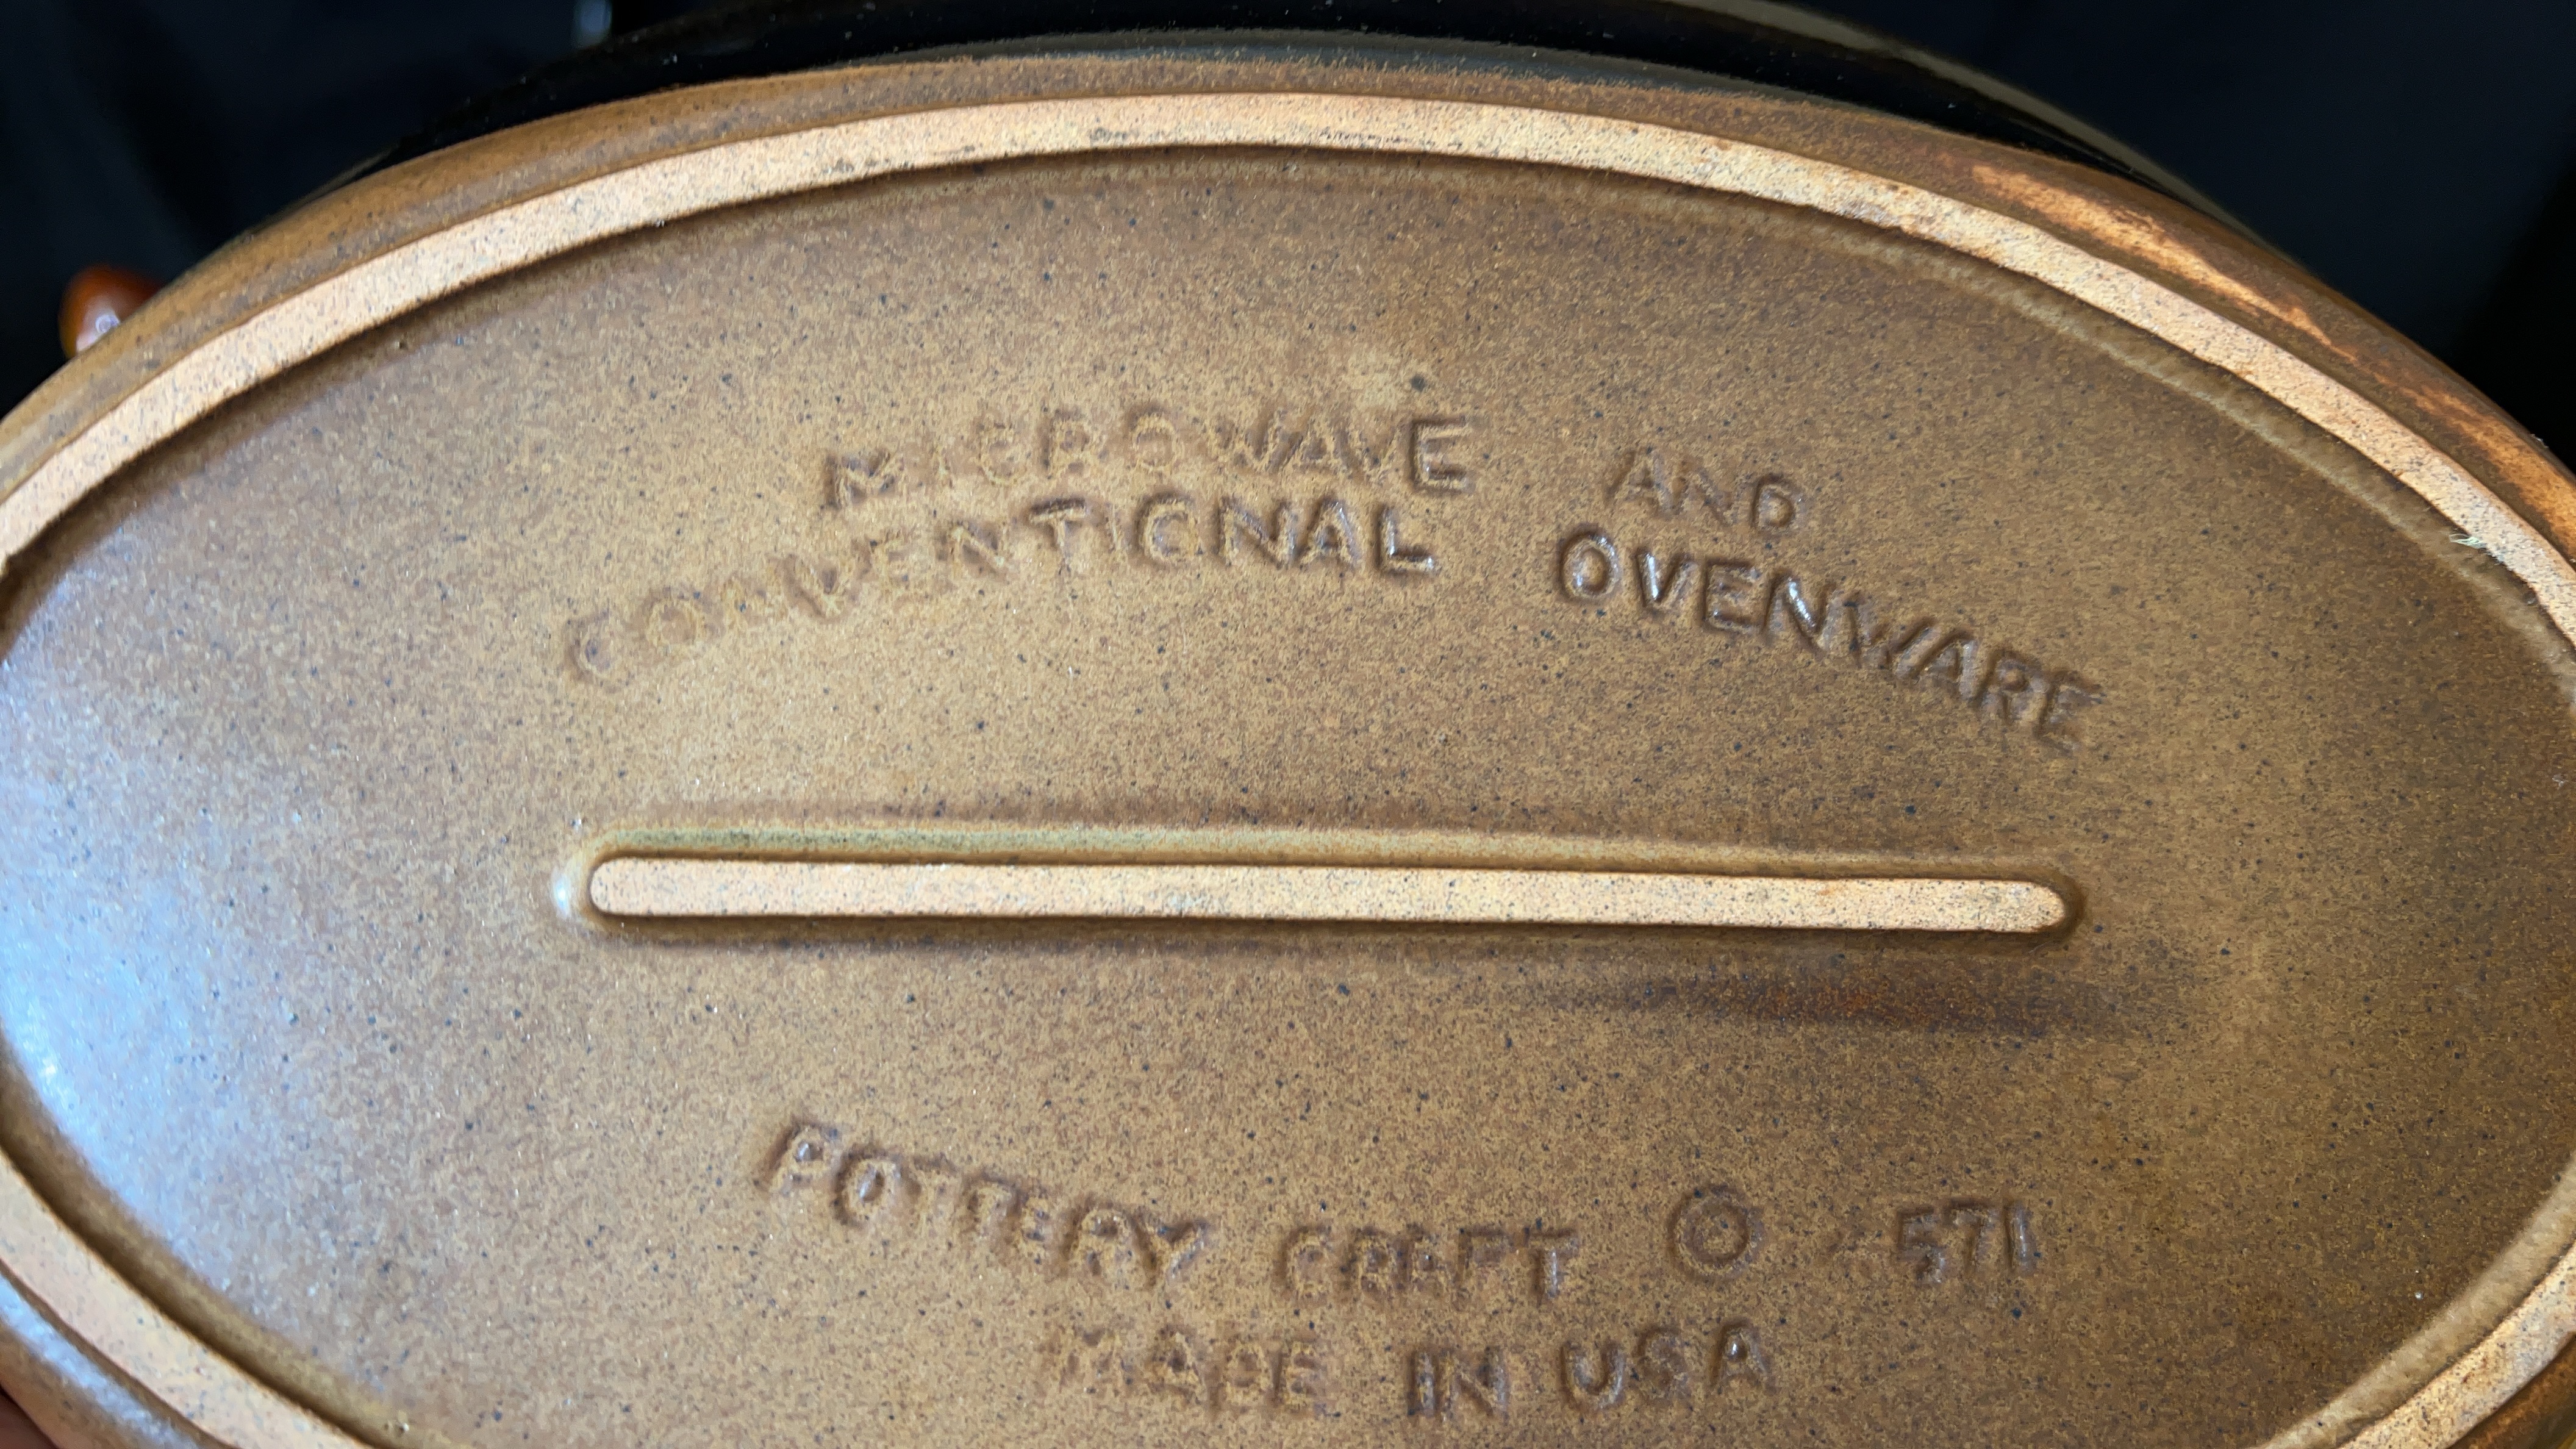 MICROWAVE AND
CONVENTIONAL OVENWARE
POTTERY CRAFT © 571
MADE IN USA